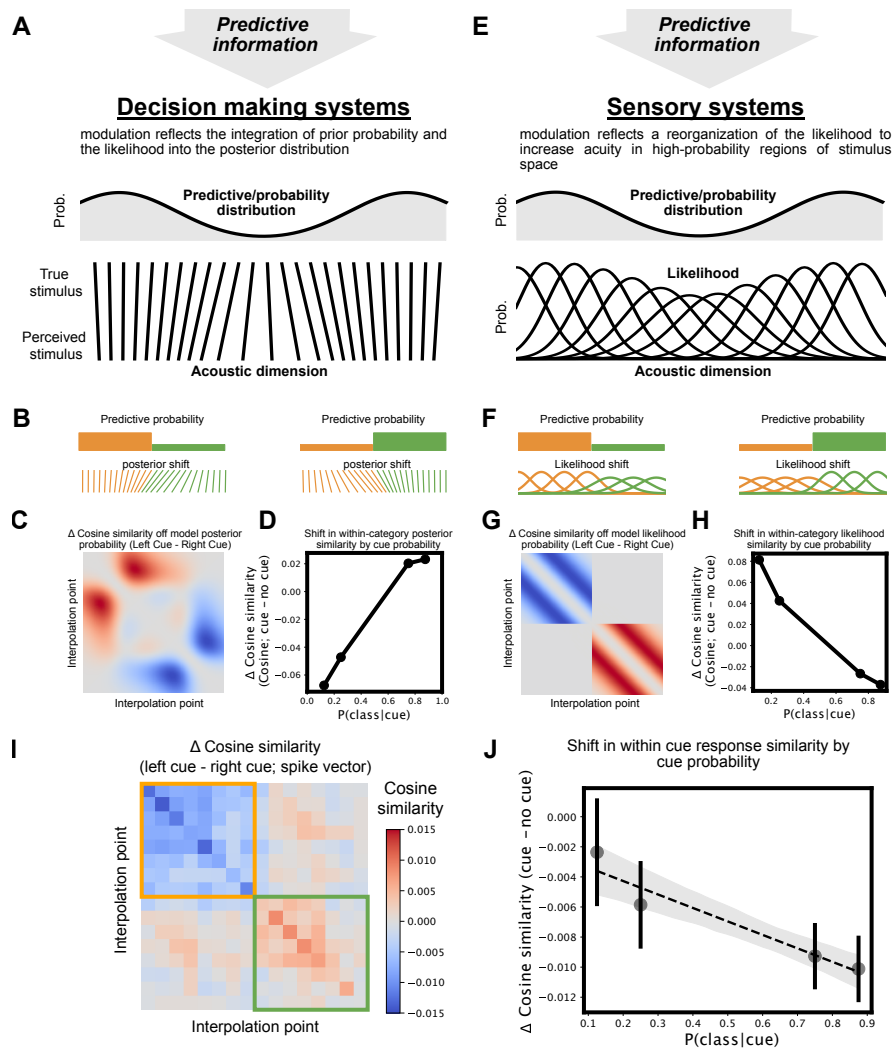 A
Predictive
information
Decision making systems
modulation reflects the integration of prior probability and
the likelihood into the posterior distribution
Prob.
Predictive/probability
distribution
True
stimulus
Perceived
stimulus
Acoustic dimension
E
Predictive
information
Sensory systems
modulation reflects a reorganization of the likelihood to
increase acuity in high-probability regions of stimulus
space
Prob.
Predictive/probability
distribution
Likelihood
Prob.
Acoustic dimension
B
Predictive probability
posterior shift
Predictive probability
posterior shift
F
Predictive probability
Likelihood shift
Predictive probability
Likelihood shift
C
Δ Cosine similarity off model posterior
probability (Left Cue - Right Cue)
Interpolation point
Interpolation point
D
Shift in within-category posterior
similarity by cue probability
Δ Cosine similarity
(Cosine; cue − no cue)
0.02
0.00
−0.02
−0.04
−0.06
0.0 0.2 0.4 0.6 0.8 1.0
P(class|cue)
G
Δ Cosine similarity off model likelihood
probability (Left Cue - Right Cue)
Interpolation point
Interpolation point
H
Shift in within-category likelihood
similarity by cue probability
Δ Cosine similarity
(Cosine; cue − no cue)
0.08
0.06
0.04
0.02
0.00
−0.02
−0.04
0.2 0.4 0.6 0.8
P(class|cue)
I
Δ Cosine similarity
(left cue - right cue; spike vector)
Interpolation point
Interpolation point
Cosine
similarity
0.015
0.010
0.005
0.000
−0.005
−0.010
−0.015
J
Shift in within cue response similarity by
cue probability
Δ Cosine similarity (cue − no cue)
0.000
−0.002
−0.004
−0.006
−0.008
−0.010
−0.012
0.1 0.2 0.3 0.4 0.5 0.6 0.7 0.8 0.9
P(class|cue)